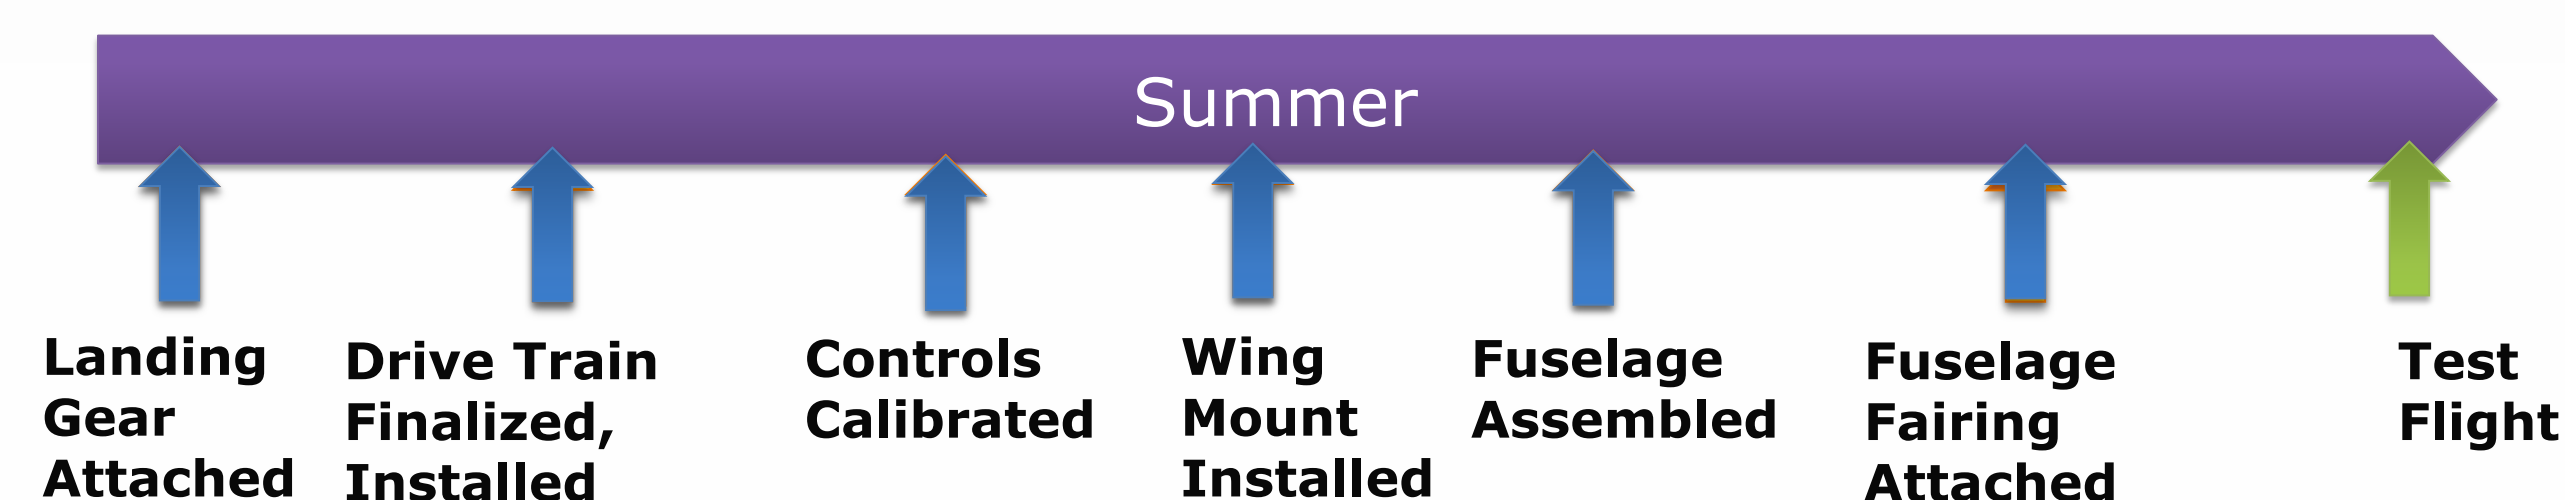 Summer
Landing
Gear
Attached
Drive Train
Finalized,
Installed
Controls
Calibrated
Wing
Mount
Installed
Fuselage
Assembled
Fuselage
Fairing
Attached
Test
Flight